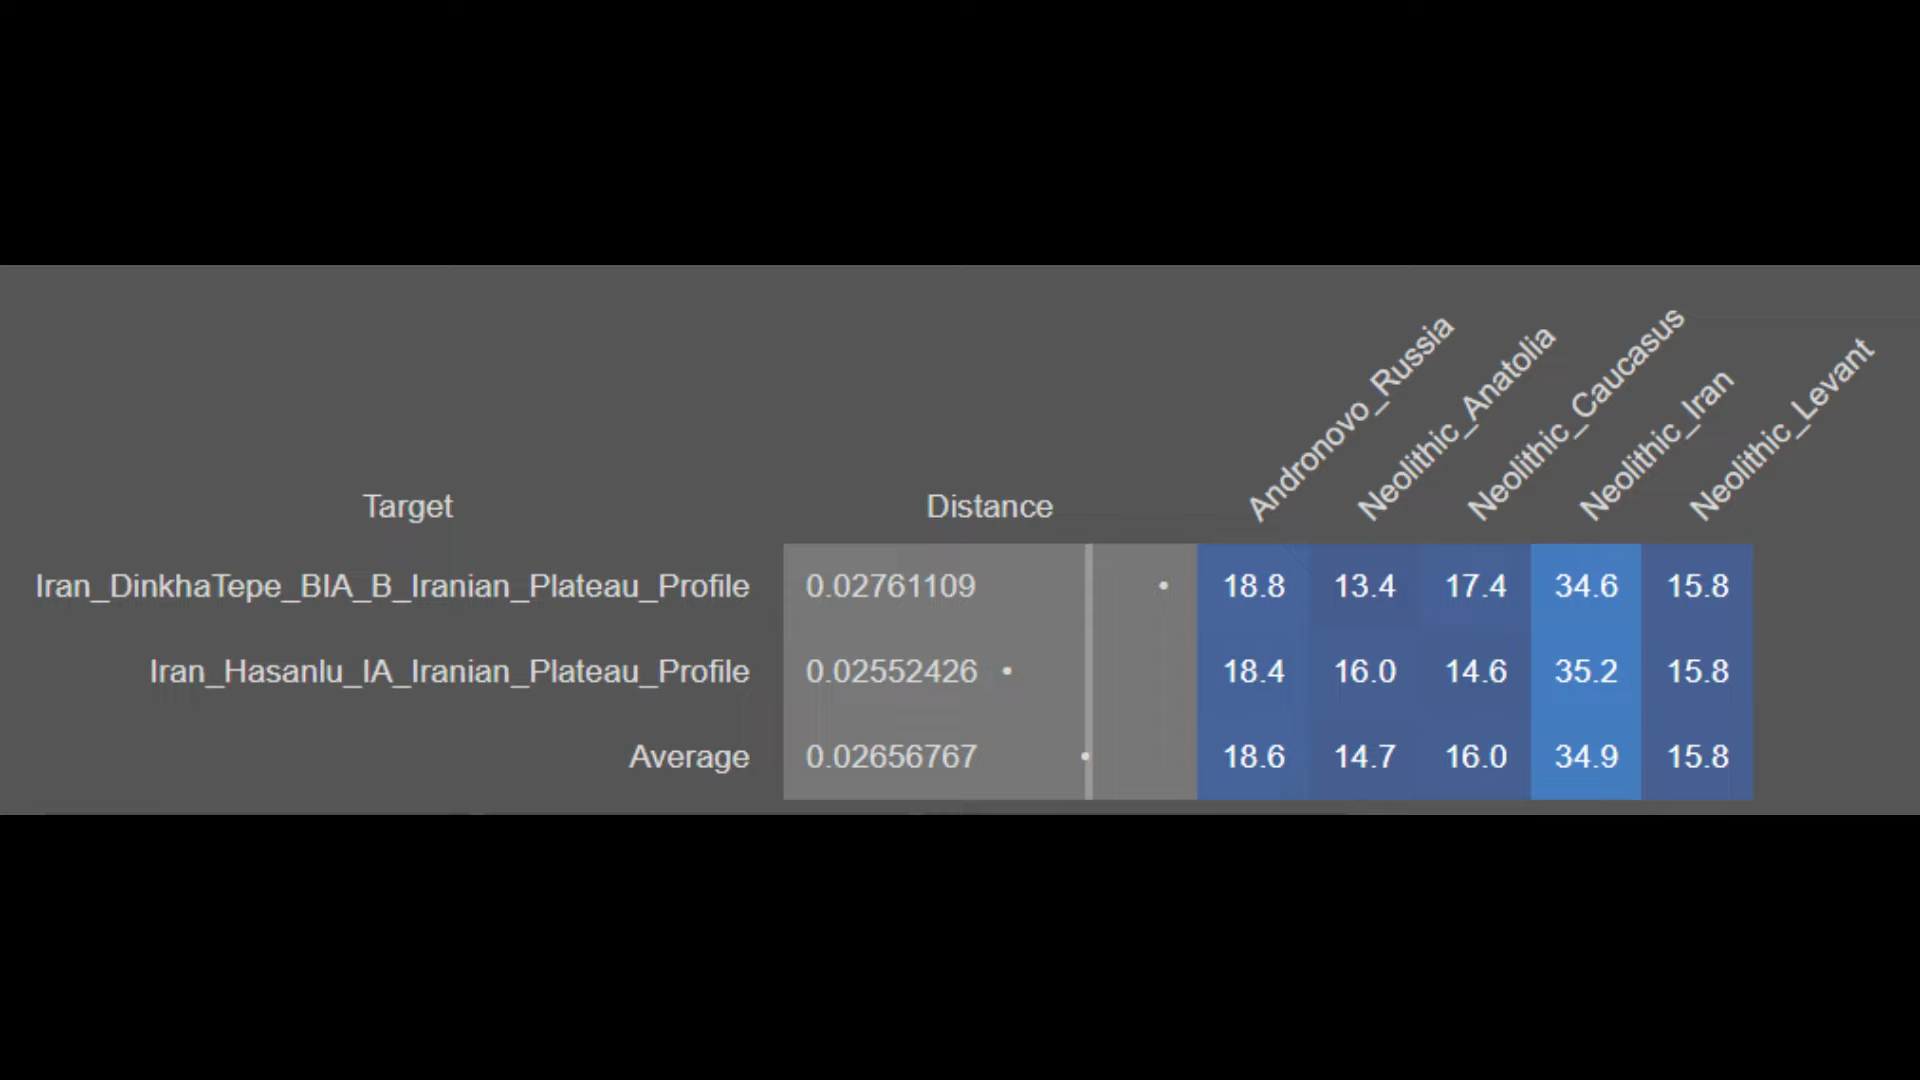 Target Distance Andronovo_Russia Neolithic_Anatolia Neolithic_Caucasus Neolithic_Iran Neolithic_Levant
Iran_DinkhaTepe_BIA_B_Iranian_Plateau_Profile 0.02761109 18.8 13.4 17.4 34.6 15.8
Iran_Hasanlu_IA_Iranian_Plateau_Profile 0.02552426 18.4 16.0 14.6 35.2 15.8
Average 0.02656767 18.6 14.7 16.0 34.9 15.8